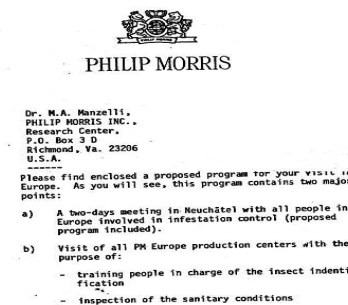 PHILIP MORRIS
Dr. M.A. Manzelli,
PHILIP MORRIS INC.,
Research Center,
P.O. Box 3 D
Richmond, Va. 23206
U.S.A.
------
Please find enclosed a proposed program for your visit in
Europe. As you will see, this program contains two major
points:
a) A two-days meeting in Neuchâtel with all people in
Europe involved in infestation control (proposed
program included).
b) Visit of all PM Europe production centers with the
purpose of:
- training people in charge of the insect indenti
fication
- inspection of the sanitary conditions